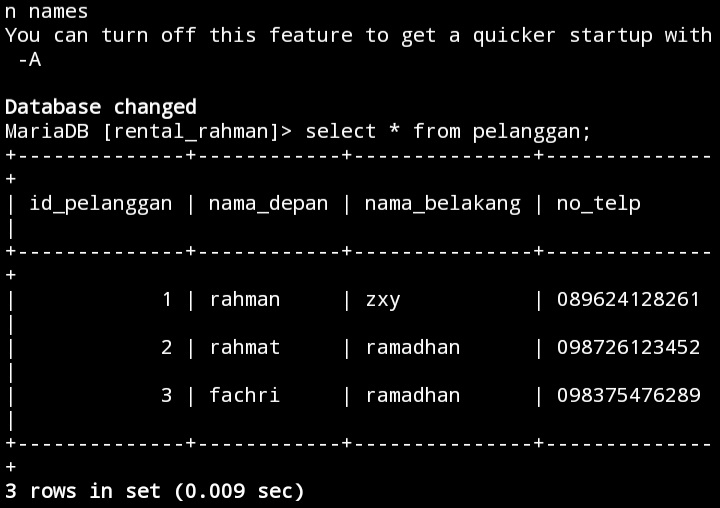 n names
You can turn off this feature to get a quicker startup with
 -A

Database changed
MariaDB [rental_rahman]> select * from pelanggan;
+--------------+------------+---------------+--------------
+
| id_pelanggan | nama_depan | nama_belakang | no_telp
|
+--------------+------------+---------------+--------------
+
|            1 | rahman     | zxy           | 089624128261
|
|            2 | rahmat     | ramadhan      | 098726123452
|
|            3 | fachri     | ramadhan      | 098375476289
|
+--------------+------------+---------------+--------------
+
3 rows in set (0.009 sec)